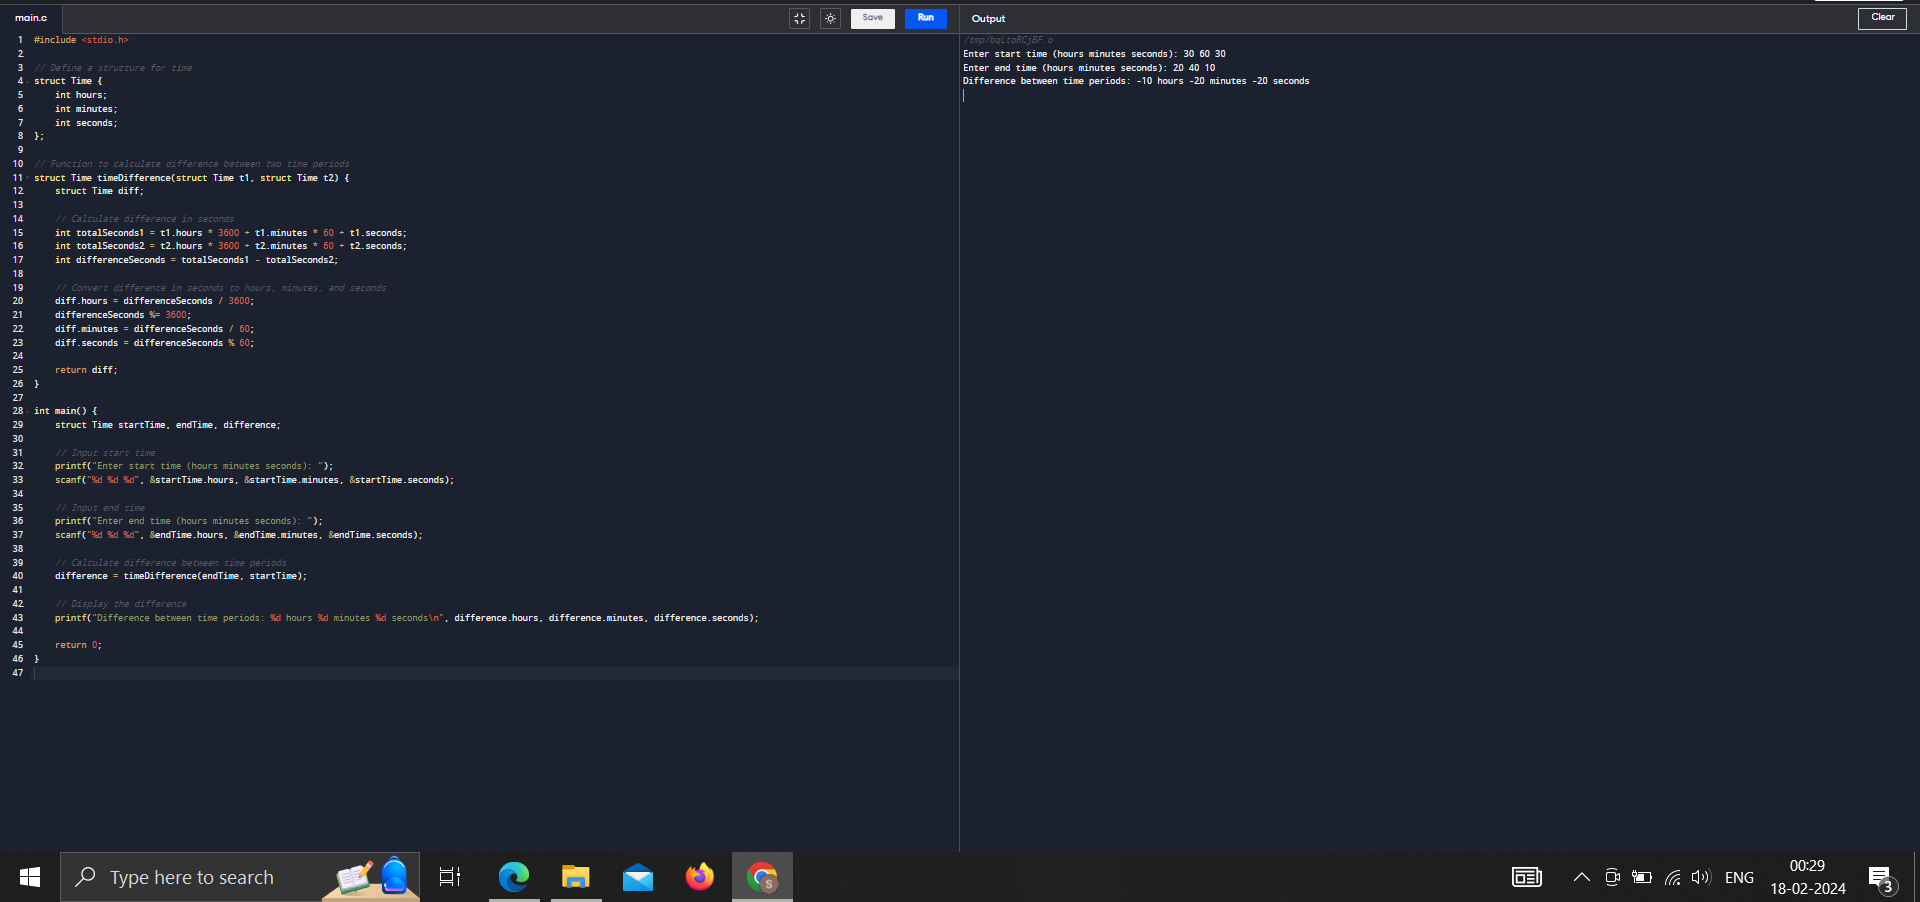 main.c
Save
Run
Output
Clear
1 #include <stdio.h>
2
3 // Define a structure for time
4 struct Time {
5 int hours;
6 int minutes;
7 int seconds;
8 };
9
10 // Function to calculate difference between two time periods
11 struct Time timeDifference(struct Time t1, struct Time t2) {
12 struct Time diff;
13
14 // Calculate difference in seconds
15 int totalSeconds1 = t1.hours * 3600 + t1.minutes * 60 + t1.seconds;
16 int totalSeconds2 = t2.hours * 3600 + t2.minutes * 60 + t2.seconds;
17 int differenceSeconds = totalSeconds1 - totalSeconds2;
18
19 // Convert difference in seconds to hours, minutes, and seconds
20 diff.hours = differenceSeconds / 3600;
21 differenceSeconds %= 3600;
22 diff.minutes = differenceSeconds / 60;
23 diff.seconds = differenceSeconds % 60;
24
25 return diff;
26 }
27
28 int main() {
29 struct Time startTime, endTime, difference;
30
31 // Input start time
32 printf("Enter start time (hours minutes seconds): ");
33 scanf("%d %d %d", &startTime.hours, &startTime.minutes, &startTime.seconds);
34
35 // Input end time
36 printf("Enter end time (hours minutes seconds): ");
37 scanf("%d %d %d", &endTime.hours, &endTime.minutes, &endTime.seconds);
38
39 // Calculate difference between time periods
40 difference = timeDifference(endTime, startTime);
41
42 // Display the difference
43 printf("Difference between time periods: %d hours %d minutes %d seconds\n", difference.hours, difference.minutes, difference.seconds);
44
45 return 0;
46 }
47
/tmp/bqLtoRCjBF.o
Enter start time (hours minutes seconds): 30 60 30
Enter end time (hours minutes seconds): 20 40 10
Difference between time periods: -10 hours -20 minutes -20 seconds
Type here to search
S
ENG
00:29
18-02-2024
3